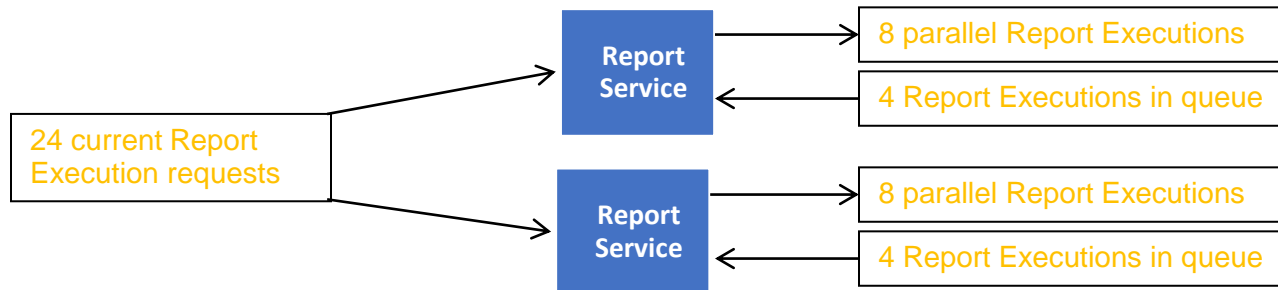 24 current Report
Execution requests
Report
Service
8 parallel Report Executions
4 Report Executions in queue
Report
Service
8 parallel Report Executions
4 Report Executions in queue